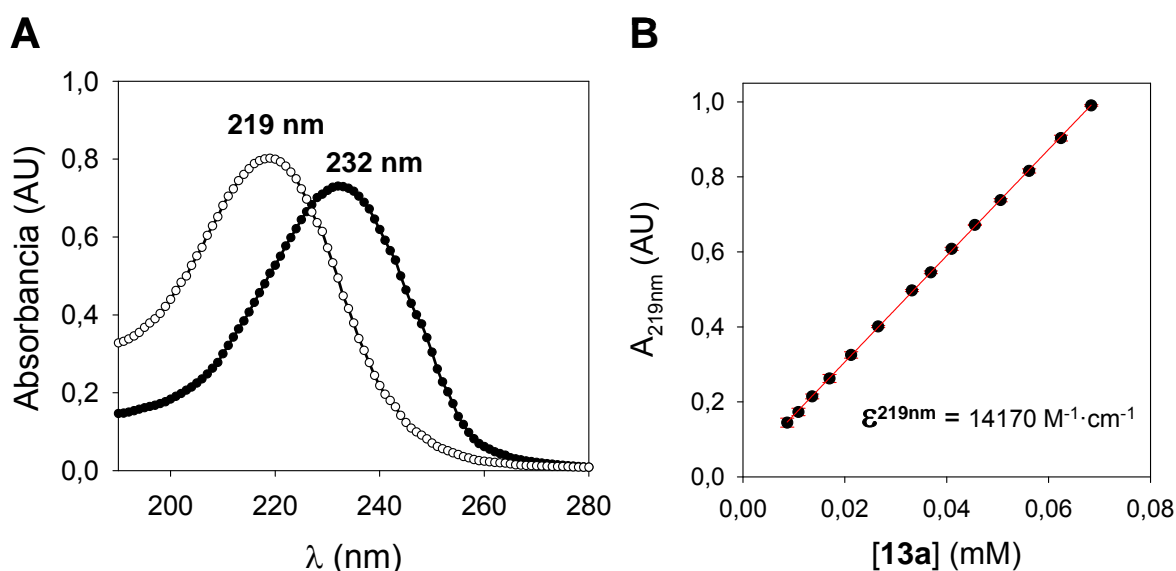 A
1,0
0,8
0,6
0,4
0,2
0,0
Absorbancia (AU)
219 nm
232 nm
200 220 240 260 280
λ (nm)
B
1,0
0,8
0,6
0,4
0,2
0,0
A219nm (AU)
ε219nm = 14170 M-1·cm-1
0,00 0,02 0,04 0,06 0,08
[13a] (mM)